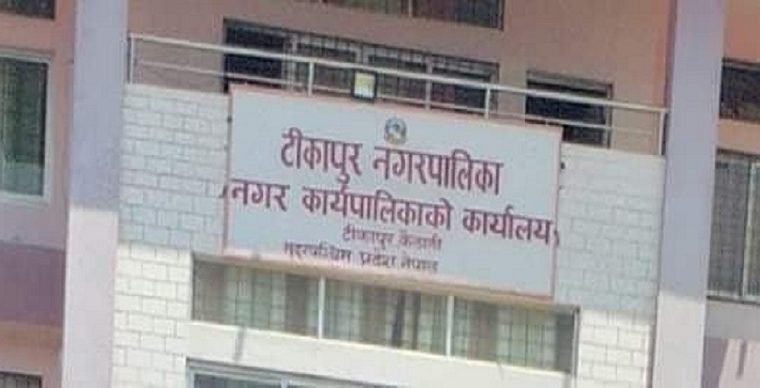 टीकापुर नगरपालिका
नगर कार्यपालिकाको कार्यालय
टीकापुर कैलाली
सुदूरपश्चिम प्रदेश, नेपाल